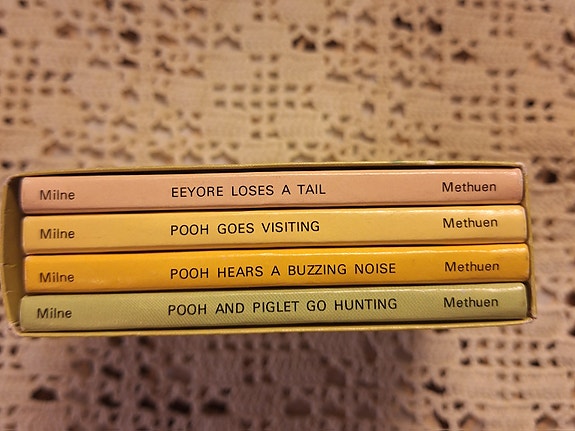 Milne EEYORE LOSES A TAIL Methuen
Milne POOH GOES VISITING Methuen
Milne POOH HEARS A BUZZING NOISE Methuen
Milne POOH AND PIGLET GO HUNTING Methuen